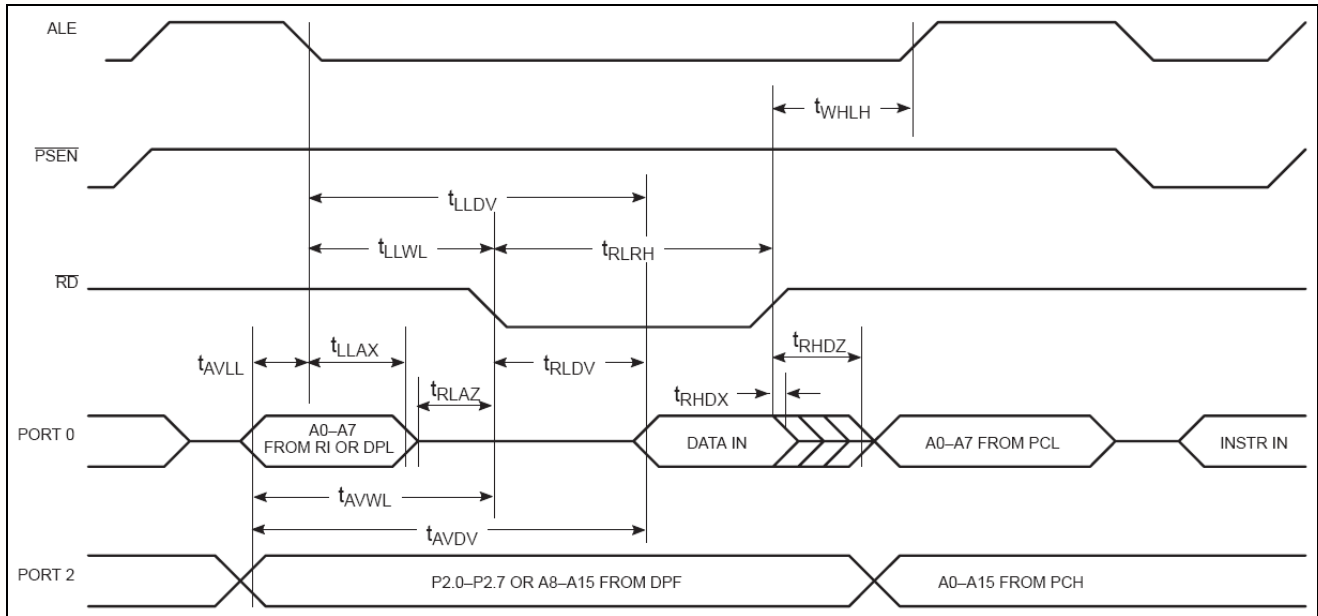 ALE
tWHLH
PSEN
tLLDV
tLLWL
tRLRH
RD
tAVLL
tLLAX
tRLAZ
tRLDV
tRHDZ
tRHDX
PORT 0
A0–A7
FROM RI OR DPL
DATA IN
A0–A7 FROM PCL
INSTR IN
tAVWL
tAVDV
PORT 2
P2.0–P2.7 OR A8–A15 FROM DPF
A0–A15 FROM PCH